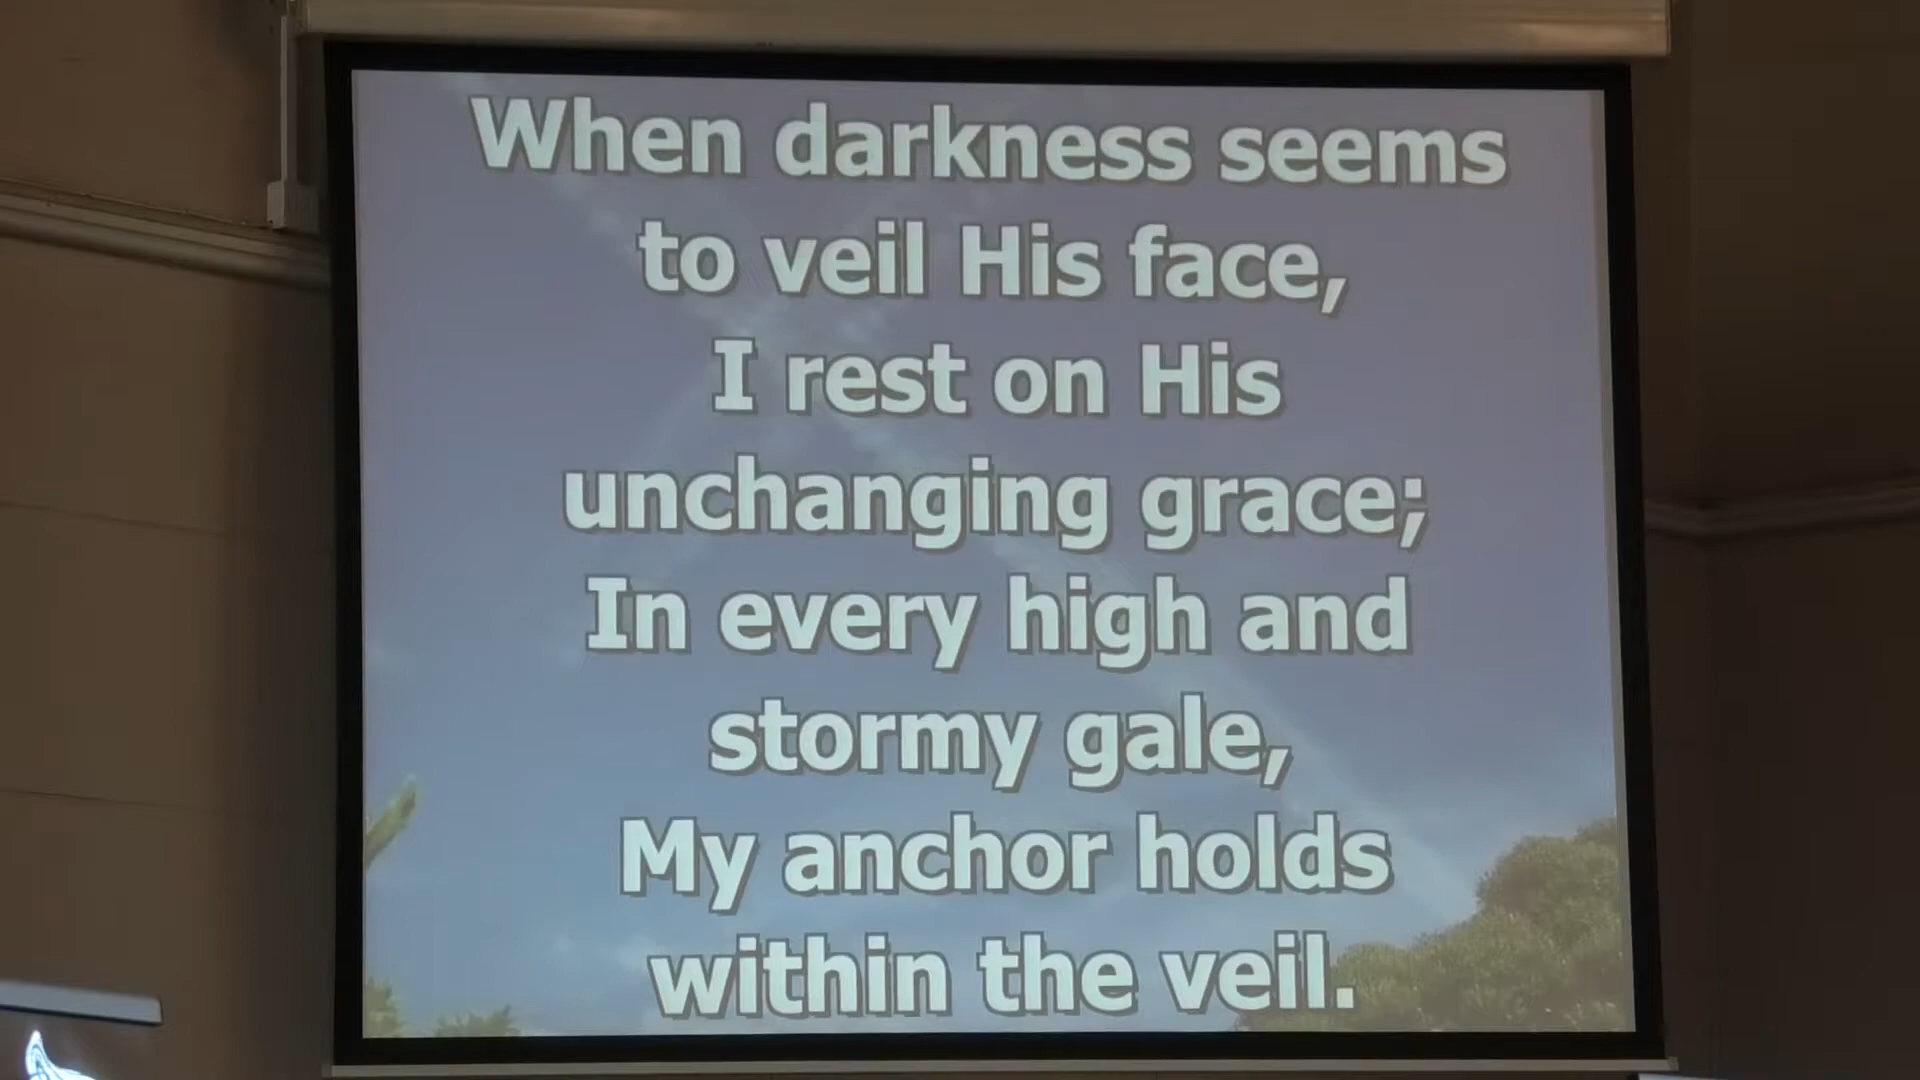 When darkness seems
to veil His face,
I rest on His
unchanging grace;
In every high and
stormy gale,
My anchor holds
within the veil.